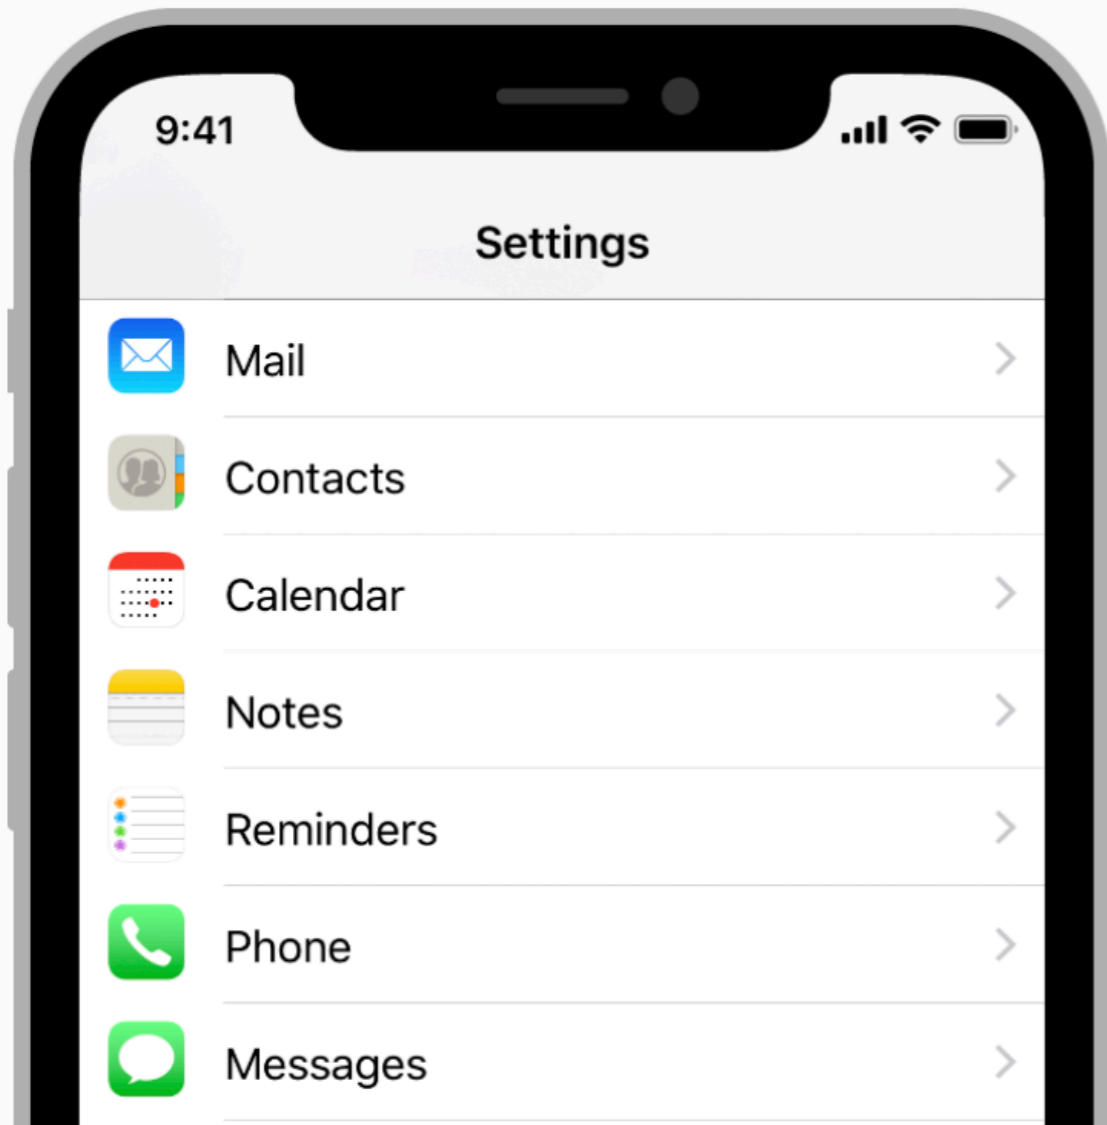 9:41
Settings
Mail
Contacts
Calendar
Notes
Reminders
Phone
Messages